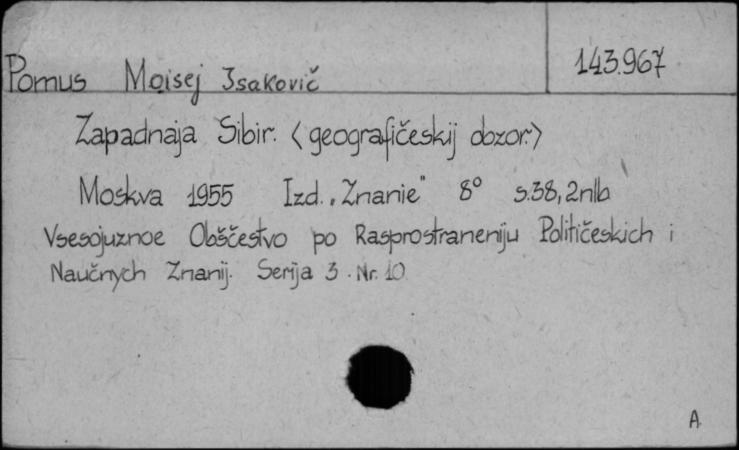 Pomus Moisej Isakovič
143.967
Zapadnaja Sibir. <geografičeskij obzor.>
Moskva 1955 Izd. „Znanie" 8° s.38, 2nlb
Vsesojuznoe Obščestvo po Rasprostraneniju Političeskich i
Naučnych Znanij. Serija 3. Nr. 10
A